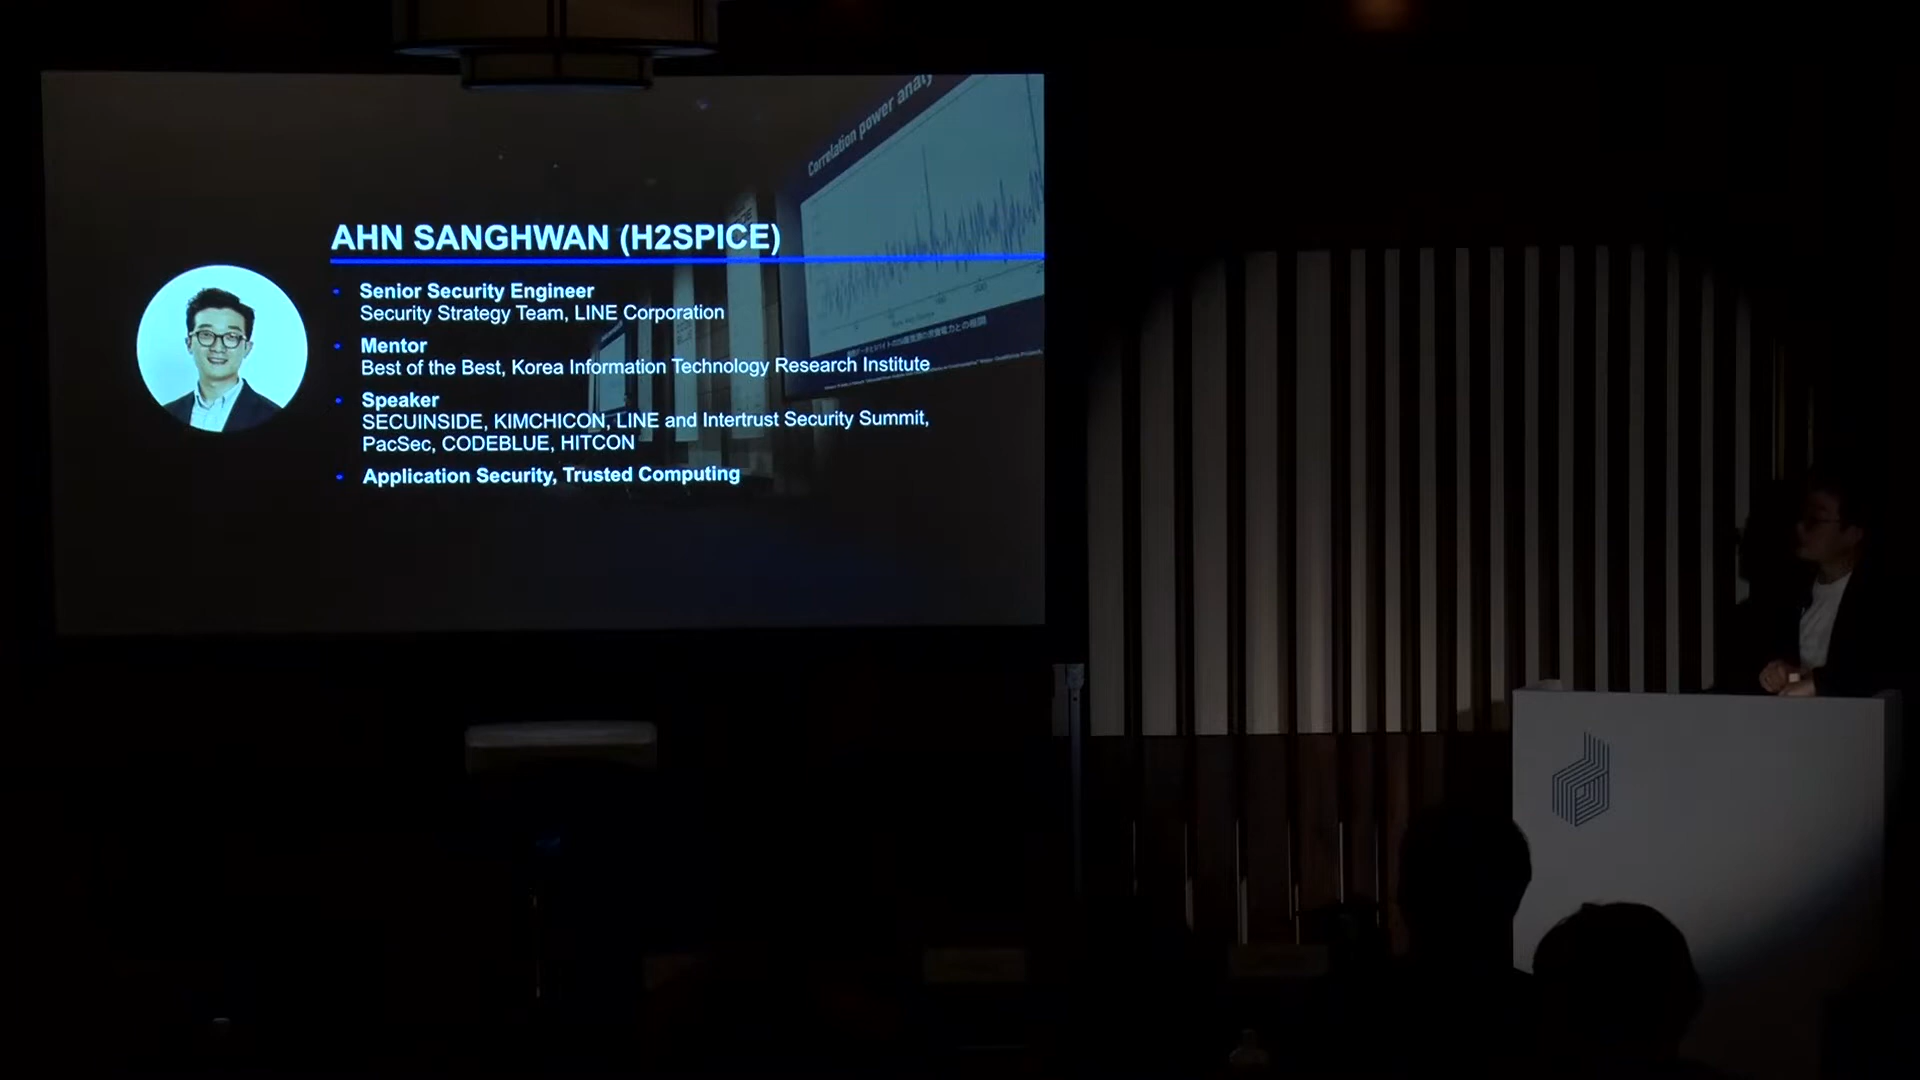 Correlation power analy
AHN SANGHWAN (H2SPICE)
Senior Security Engineer
Security Strategy Team, LINE Corporation
Mentor
Best of the Best, Korea Information Technology Research Institute
Speaker
SECUINSIDE, KIMCHICON, LINE and Intertrust Security Summit,
PacSec, CODEBLUE, HITCON
Application Security, Trusted Computing